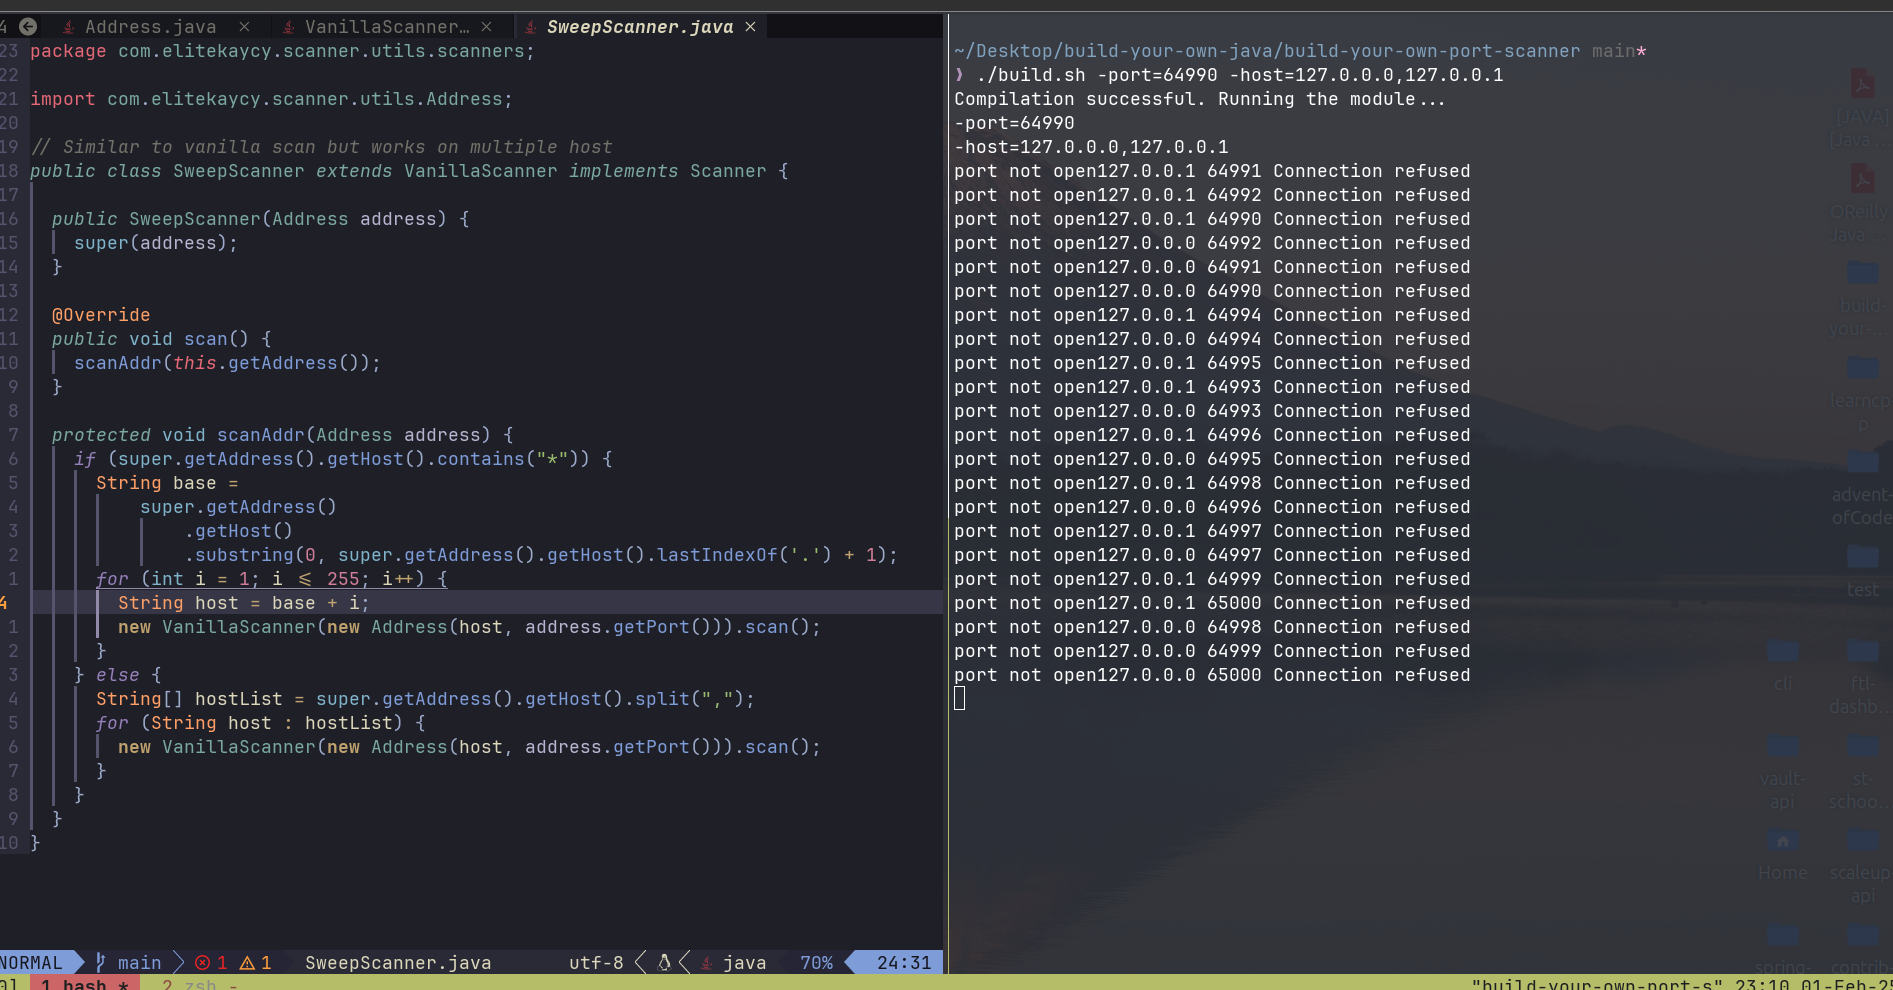 4 Address.java × VanillaScanner… × SweepScanner.java ×
23 package com.elitekaycy.scanner.utils.scanners;
22
21 import com.elitekaycy.scanner.utils.Address;
20
19 // Similar to vanilla scan but works on multiple host
18 public class SweepScanner extends VanillaScanner implements Scanner {
17
16 public SweepScanner(Address address) {
15 super(address);
14 }
13
12 @Override
11 public void scan() {
10 scanAddr(this.getAddress());
9 }
8
7 protected void scanAddr(Address address) {
6 if (super.getAddress().getHost().contains("*")) {
5 String base =
4 super.getAddress()
3 .getHost()
2 .substring(0, super.getAddress().getHost().lastIndexOf('.') + 1);
1 for (int i = 1; i <= 255; i++) {
4 String host = base + i;
1 new VanillaScanner(new Address(host, address.getPort())).scan();
2 }
3 } else {
4 String[] hostList = super.getAddress().getHost().split(",");
5 for (String host : hostList) {
6 new VanillaScanner(new Address(host, address.getPort())).scan();
7 }
8 }
9 }
10 }
NORMAL main 1 1 SweepScanner.java utf-8 java 70% 24:31
~/Desktop/build-your-own-java/build-your-own-port-scanner main*
❯ ./build.sh -port=64990 -host=127.0.0.0,127.0.0.1
Compilation successful. Running the module...
-port=64990
-host=127.0.0.0,127.0.0.1
port not open127.0.0.1 64991 Connection refused
port not open127.0.0.1 64992 Connection refused
port not open127.0.0.1 64990 Connection refused
port not open127.0.0.0 64992 Connection refused
port not open127.0.0.0 64991 Connection refused
port not open127.0.0.0 64990 Connection refused
port not open127.0.0.1 64994 Connection refused
port not open127.0.0.0 64994 Connection refused
port not open127.0.0.1 64995 Connection refused
port not open127.0.0.1 64993 Connection refused
port not open127.0.0.0 64993 Connection refused
port not open127.0.0.1 64996 Connection refused
port not open127.0.0.0 64995 Connection refused
port not open127.0.0.1 64998 Connection refused
port not open127.0.0.0 64996 Connection refused
port not open127.0.0.1 64997 Connection refused
port not open127.0.0.0 64997 Connection refused
port not open127.0.0.1 64999 Connection refused
port not open127.0.0.1 65000 Connection refused
port not open127.0.0.0 64998 Connection refused
port not open127.0.0.0 64999 Connection refused
port not open127.0.0.0 65000 Connection refused
[JAVA]
[Java ...
OReilly
Java ...
build-
your-...
learncp
p
advent-
ofCode
test
cli
ftl-
dashb...
vault-
api
st-
schoo...
Home
scaleup
api
spring-
contrib-
0] 1 bash * 2 zsh - "build-your-own-port-s" 23:10 01-Feb-25